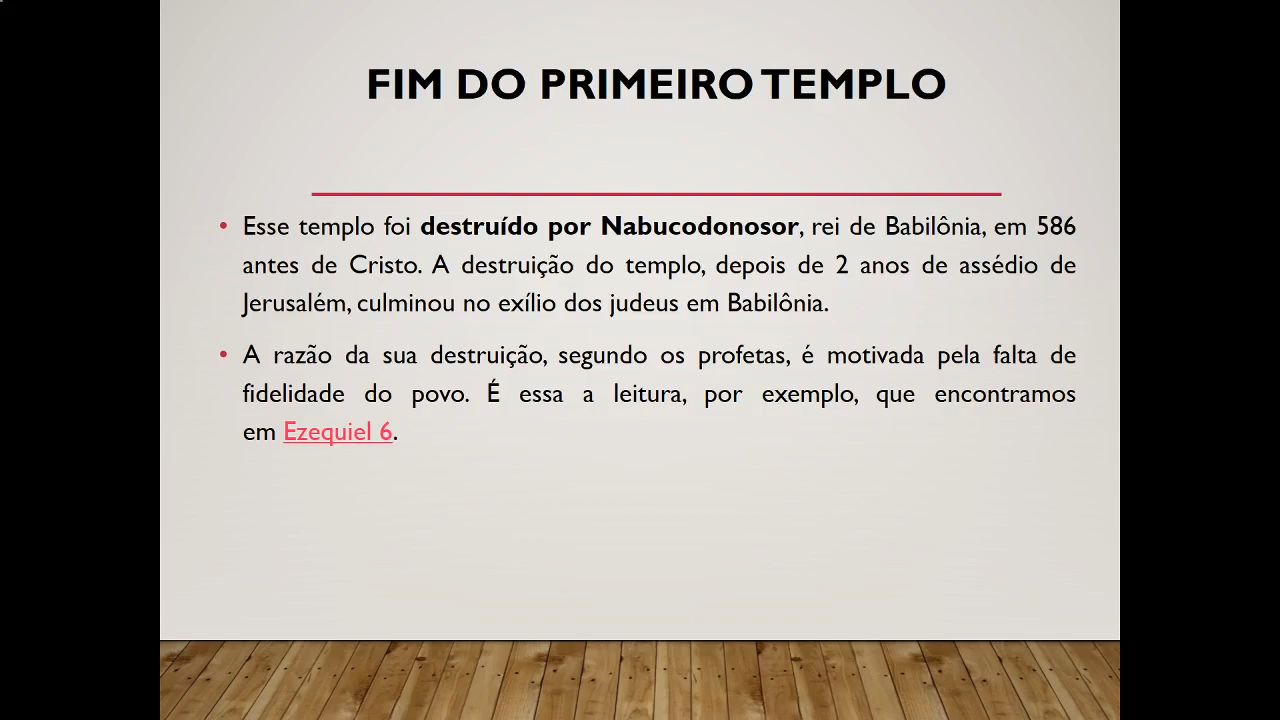 FIM DO PRIMEIRO TEMPLO
• Esse templo foi destruído por Nabucodonosor, rei de Babilônia, em 586
antes de Cristo. A destruição do templo, depois de 2 anos de assédio de
Jerusalém, culminou no exílio dos judeus em Babilônia.
• A razão da sua destruição, segundo os profetas, é motivada pela falta de
fidelidade do povo. É essa a leitura, por exemplo, que encontramos
em Ezequiel 6.